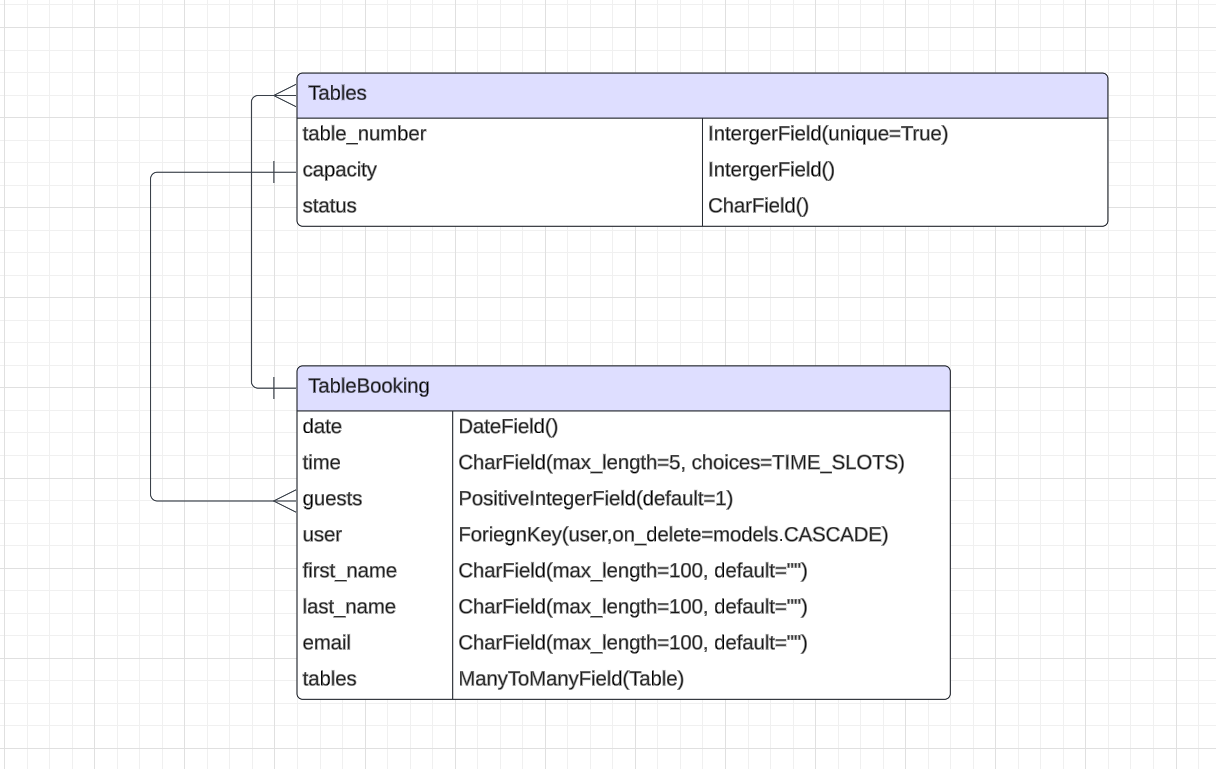 Tables
table_number IntergerField(unique=True)
capacity IntergerField()
status CharField()
TableBooking
date DateField()
time CharField(max_length=5, choices=TIME_SLOTS)
guests PositiveIntegerField(default=1)
user ForiegnKey(user,on_delete=models.CASCADE)
first_name CharField(max_length=100, default="")
last_name CharField(max_length=100, default="")
email CharField(max_length=100, default="")
tables ManyToManyField(Table)